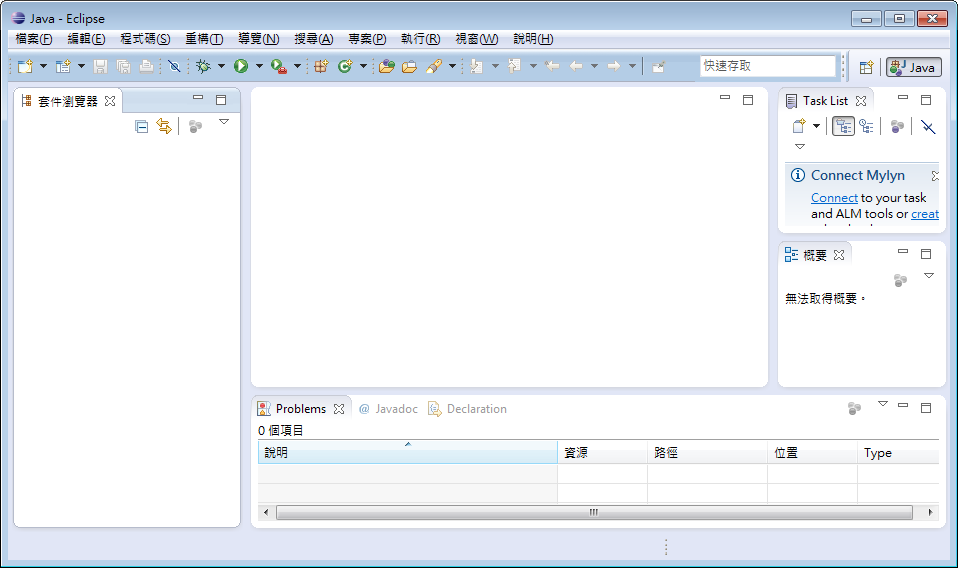 Java - Eclipse
檔案(F) 編輯(E) 程式碼(S) 重構(T) 導覽(N) 搜尋(A) 專案(P) 執行(R) 視窗(W) 說明(H)
快速存取
Java
套件瀏覽器
Task List
Connect Mylyn
Connect to your task
and ALM tools or creat
概要
無法取得概要。
Problems @ Javadoc Declaration
0 個項目
說明 資源 路徑 位置 Type